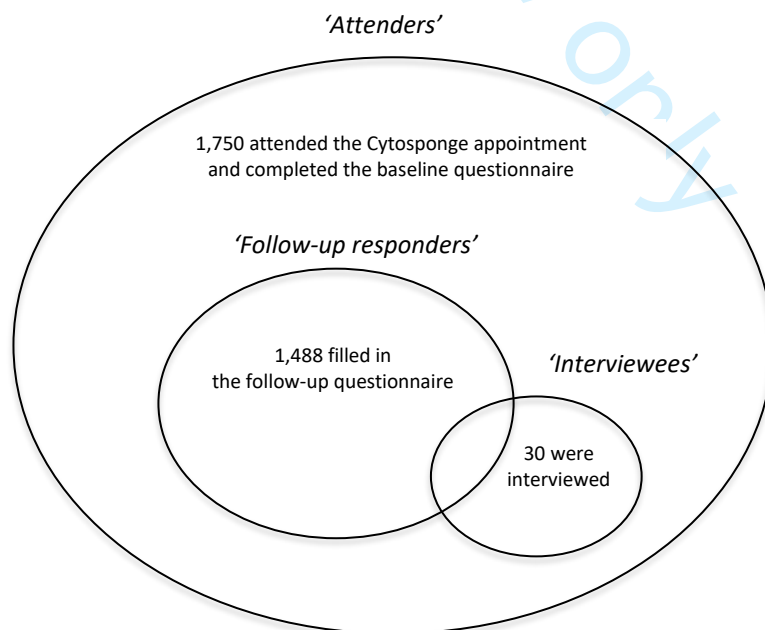 ‘Attenders’
1,750 attended the Cytosponge appointment
and completed the baseline questionnaire
‘Follow-up responders’
1,488 filled in
the follow-up questionnaire
‘Interviewees’
30 were
interviewed
only